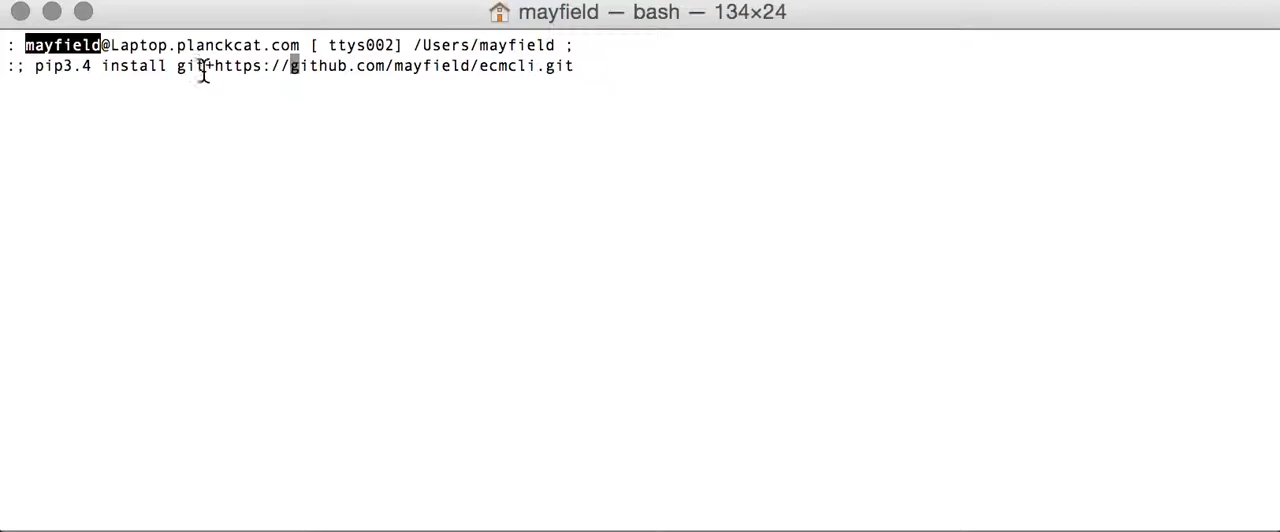 mayfield — bash — 134×24
: mayfield@Laptop.planckcat.com [ ttys002] /Users/mayfield ;
:; pip3.4 install git+https://github.com/mayfield/ecmcli.git